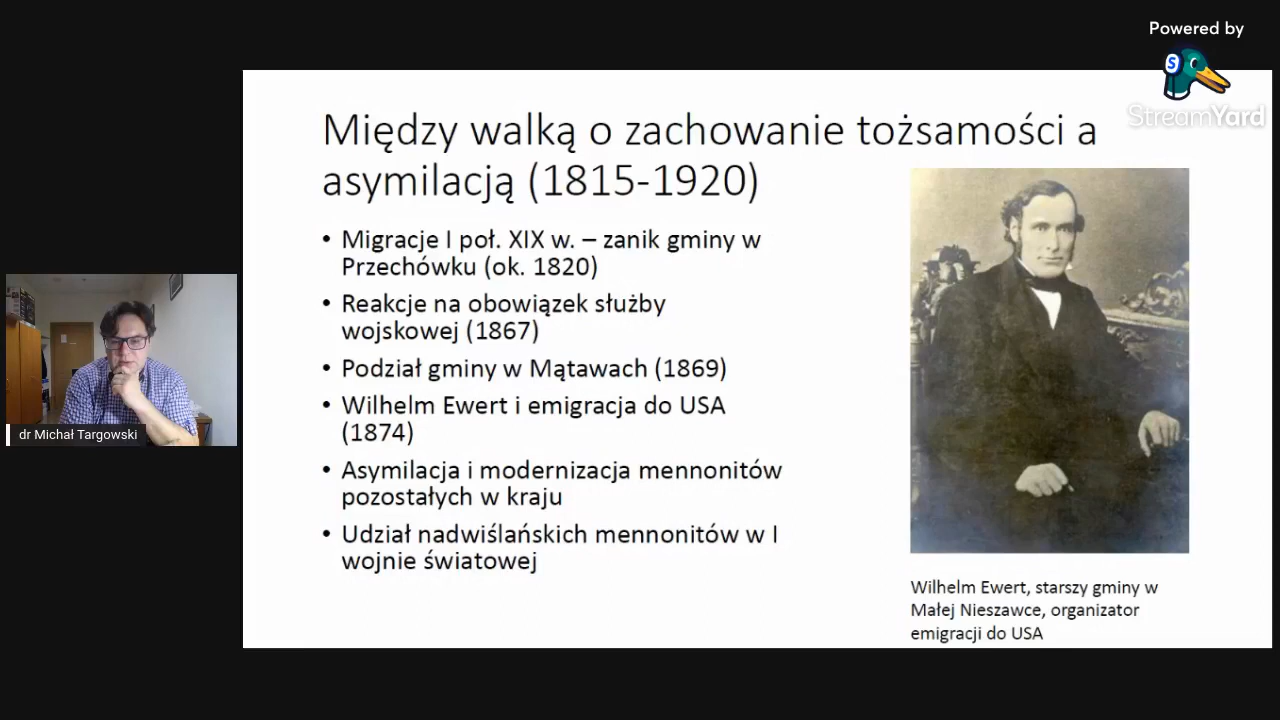 Powered by
StreamYard
Między walką o zachowanie tożsamości a
asymilacją (1815-1920)
• Migracje I poł. XIX w. – zanik gminy w
Przechówku (ok. 1820)
• Reakcje na obowiązek służby
wojskowej (1867)
• Podział gminy w Mątawach (1869)
• Wilhelm Ewert i emigracja do USA
(1874)
• Asymilacja i modernizacja mennonitów
pozostałych w kraju
• Udział nadwiślańskich mennonitów w I
wojnie światowej
Wilhelm Ewert, starszy gminy w
Małej Nieszawce, organizator
emigracji do USA
dr Michał Targowski